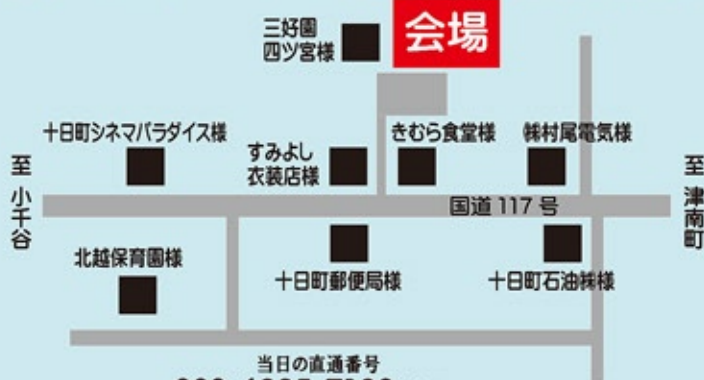 三好園
四ツ宮様
会場
十日町シネマパラダイス様
すみよし
衣装店様
きむら食堂様
㈱村尾電気様
至 小千谷
至 津南町
国道117号
北越保育園様
十日町郵便局様
十日町石油㈱様
当日の直通番号